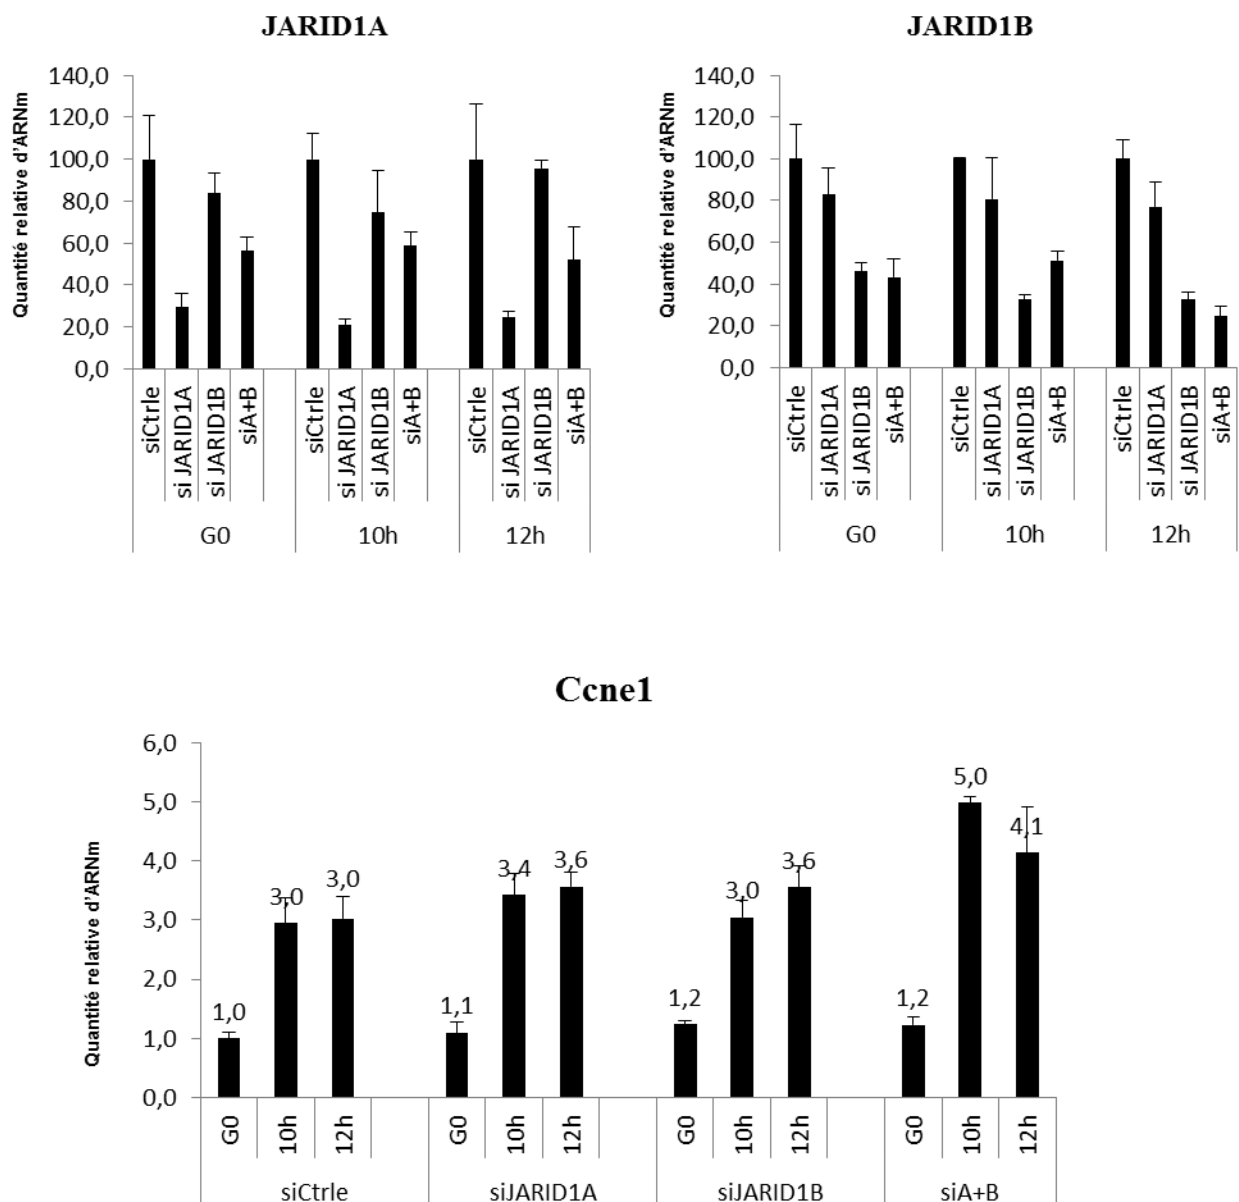 JARID1A
Quantité relative d'ARNm
140,0
120,0
100,0
80,0
60,0
40,0
20,0
0,0
siCtrle
si JARID1A
si JARID1B
siA+B
siCtrle
si JARID1A
si JARID1B
siA+B
siCtrle
si JARID1A
si JARID1B
siA+B
G0
10h
12h
JARID1B
Quantité relative d'ARNm
140,0
120,0
100,0
80,0
60,0
40,0
20,0
0,0
siCtrle
si JARID1A
si JARID1B
siA+B
siCtrle
si JARID1A
si JARID1B
siA+B
siCtrle
si JARID1A
si JARID1B
siA+B
G0
10h
12h
Ccne1
Quantité relative d'ARNm
6,0
5,0
4,0
3,0
2,0
1,0
0,0
1,0
3,0
3,0
1,1
3,4
3,6
1,2
3,0
3,6
1,2
5,0
4,1
G0
10h
12h
G0
10h
12h
G0
10h
12h
G0
10h
12h
siCtrle
siJARID1A
siJARID1B
siA+B